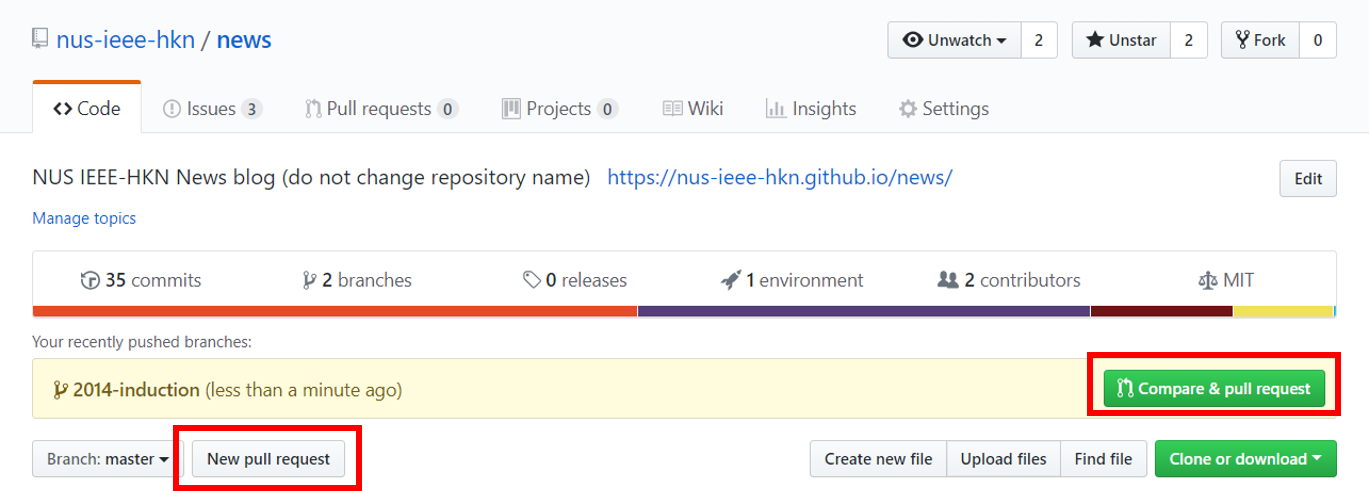 nus-ieee-hkn / news
Unwatch 2 Unstar 2 Fork 0
Code Issues 3 Pull requests 0 Projects 0 Wiki Insights Settings
NUS IEEE-HKN News blog (do not change repository name) https://nus-ieee-hkn.github.io/news/ Edit
Manage topics
35 commits 2 branches 0 releases 1 environment 2 contributors MIT
Your recently pushed branches:
2014-induction (less than a minute ago) Compare & pull request
Branch: master New pull request Create new file Upload files Find file Clone or download